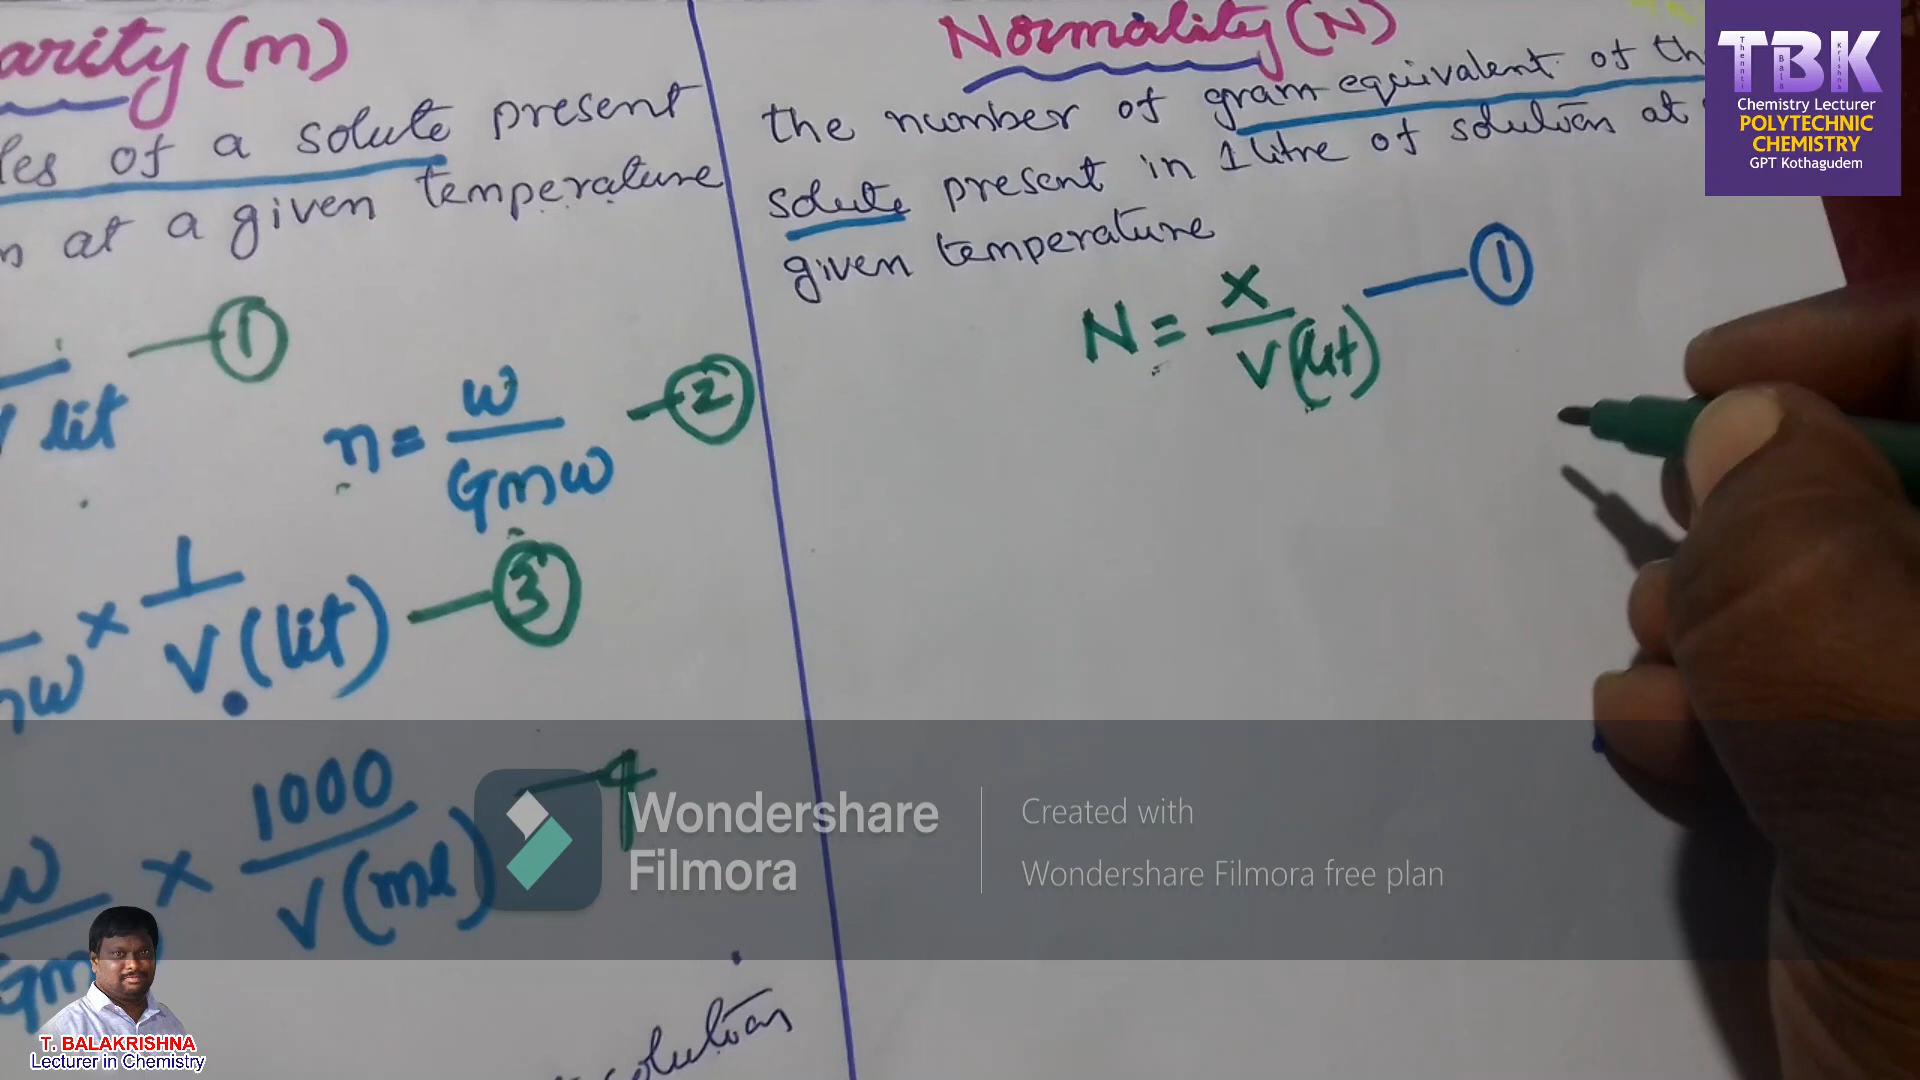 arity (m)
les of a solute present
n at a given temperature
1
V lit
n = w / GMW
2
× 1 / V (lit)
3
w × 1000 / V (ml)
4
solution
Normality (N)
the number of gram equivalent of th
solute present in 1 litre of solution at
given temperature
N = x / V (lit)
1
TBK
Chemistry Lecturer
POLYTECHNIC
CHEMISTRY
GPT Kothagudem
Wondershare
Filmora
Created with
Wondershare Filmora free plan
T. BALAKRISHNA
Lecturer in Chemistry